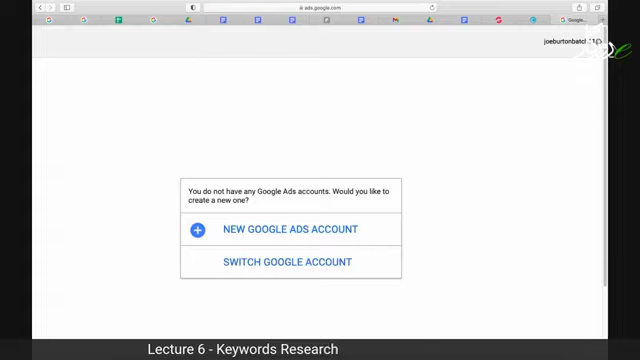 ads.google.com
Google...
You do not have any Google Ads accounts. Would you like to
create a new one?
NEW GOOGLE ADS ACCOUNT
SWITCH GOOGLE ACCOUNT
Lecture 6 - Keywords Research